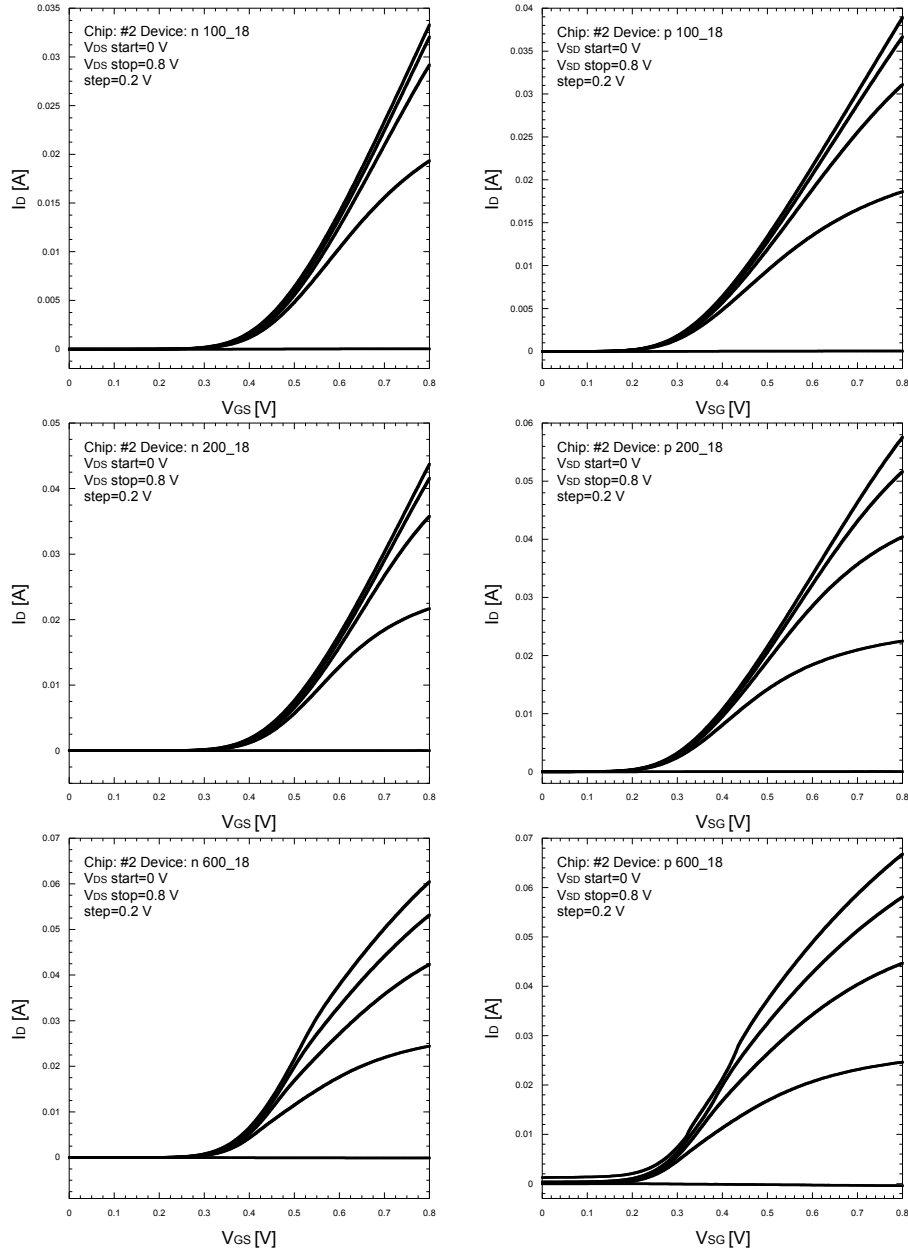 0.035
0.03
0.025
0.02
0.015
0.01
0.005
0
ID [A]
Chip: #2 Device: n 100_18
VDS start=0 V
VDS stop=0.8 V
step=0.2 V
0 0.1 0.2 0.3 0.4 0.5 0.6 0.7 0.8
VGS [V]
0.04
0.035
0.03
0.025
0.02
0.015
0.01
0.005
0
ID [A]
Chip: #2 Device: p 100_18
VSD start=0 V
VSD stop=0.8 V
step=0.2 V
0 0.1 0.2 0.3 0.4 0.5 0.6 0.7 0.8
VSG [V]
0.05
0.04
0.03
0.02
0.01
0
ID [A]
Chip: #2 Device: n 200_18
VDS start=0 V
VDS stop=0.8 V
step=0.2 V
0 0.1 0.2 0.3 0.4 0.5 0.6 0.7 0.8
VGS [V]
0.06
0.05
0.04
0.03
0.02
0.01
0
ID [A]
Chip: #2 Device: p 200_18
VSD start=0 V
VSD stop=0.8 V
step=0.2 V
0 0.1 0.2 0.3 0.4 0.5 0.6 0.7 0.8
VSG [V]
0.07
0.06
0.05
0.04
0.03
0.02
0.01
0
ID [A]
Chip: #2 Device: n 600_18
VDS start=0 V
VDS stop=0.8 V
step=0.2 V
0 0.1 0.2 0.3 0.4 0.5 0.6 0.7 0.8
VGS [V]
0.07
0.06
0.05
0.04
0.03
0.02
0.01
0
ID [A]
Chip: #2 Device: p 600_18
VSD start=0 V
VSD stop=0.8 V
step=0.2 V
0 0.1 0.2 0.3 0.4 0.5 0.6 0.7 0.8
VSG [V]